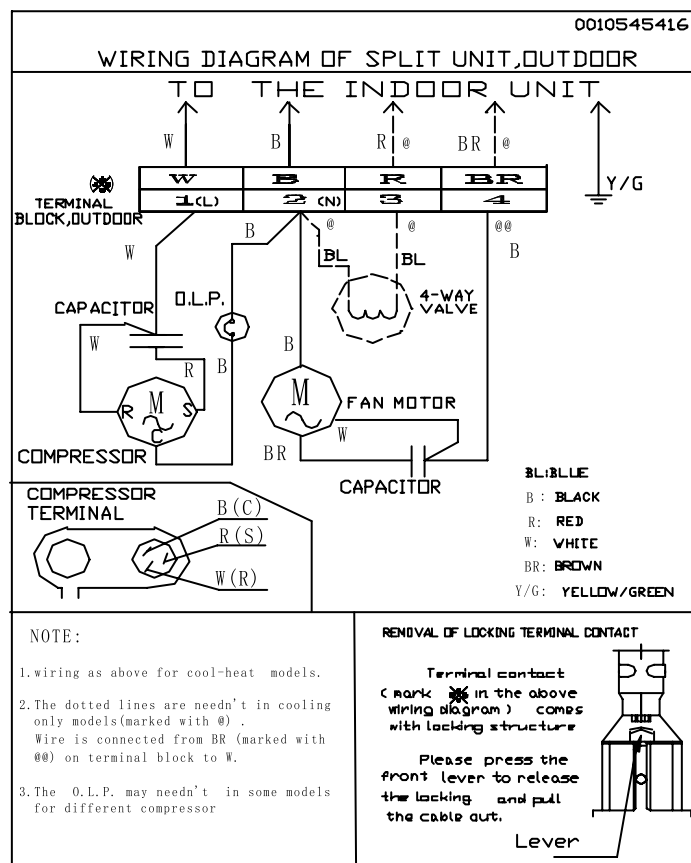 0010545416
WIRING DIAGRAM OF SPLIT UNIT,OUTDOOR
TO THE INDOOR UNIT
W B R @ BR @
W B R BR
1(L) 2 (N) 3 4
Y/G
TERMINAL
BLOCK,OUTDOOR
W
B
@
@
@@
B
BL
BL
CAPACITOR
O.L.P.
4-WAY
VALVE
W
R
B
B
R
M
S
C
COMPRESSOR
M
FAN MOTOR
W
BR
CAPACITOR
BL:BLUE
B : BLACK
R: RED
W: WHITE
BR: BROWN
Y/G: YELLOW/GREEN
COMPRESSOR
TERMINAL
B(C)
R(S)
W(R)
NOTE:
1.wiring as above for cool-heat models.
2.The dotted lines are needn't in cooling
only models(marked with @) .
Wire is connected from BR (marked with
@@) on terminal block to W.
3.The O.L.P. may needn't in some models
for different compressor
REMOVAL OF LOCKING TERMINAL CONTACT
Terminal contact
( mark ※ in the above
wiring diagram ) comes
with locking structure
Please press the
front lever to release
the locking and pull
the cable out.
Lever